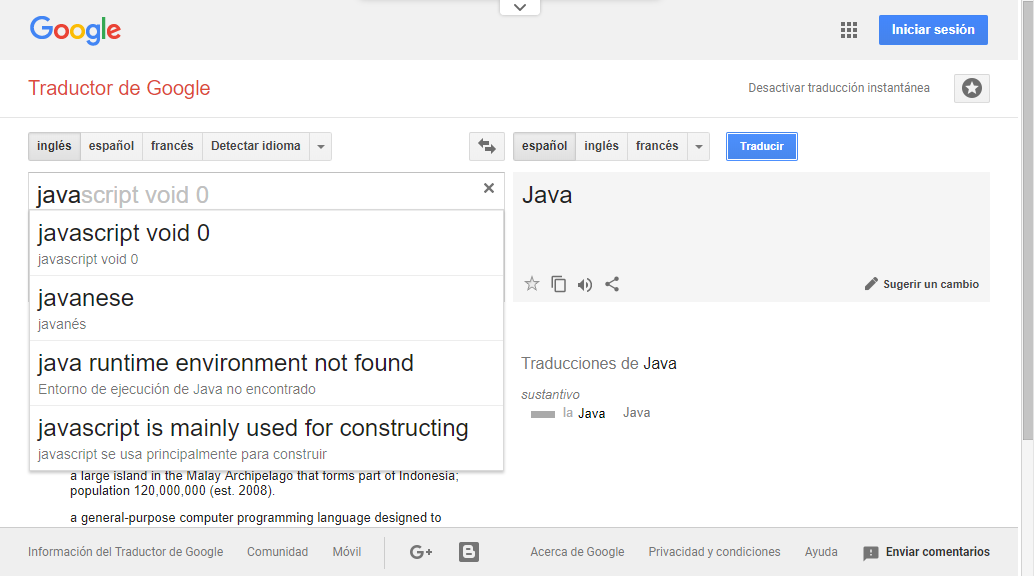 Google
Iniciar sesión
Traductor de Google
Desactivar traducción instantánea
inglés español francés Detectar idioma
español inglés francés Traducir
javascript void 0
Java
javascript void 0
javascript void 0
javanese
javanés
java runtime environment not found
Entorno de ejecución de Java no encontrado
javascript is mainly used for constructing
javascript se usa principalmente para construir
Sugerir un cambio
Traducciones de Java
sustantivo
la Java Java
a large island in the Malay Archipelago that forms part of Indonesia;
population 120,000,000 (est. 2008).
a general-purpose computer programming language designed to
Información del Traductor de Google Comunidad Móvil G+ B Acerca de Google Privacidad y condiciones Ayuda Enviar comentarios